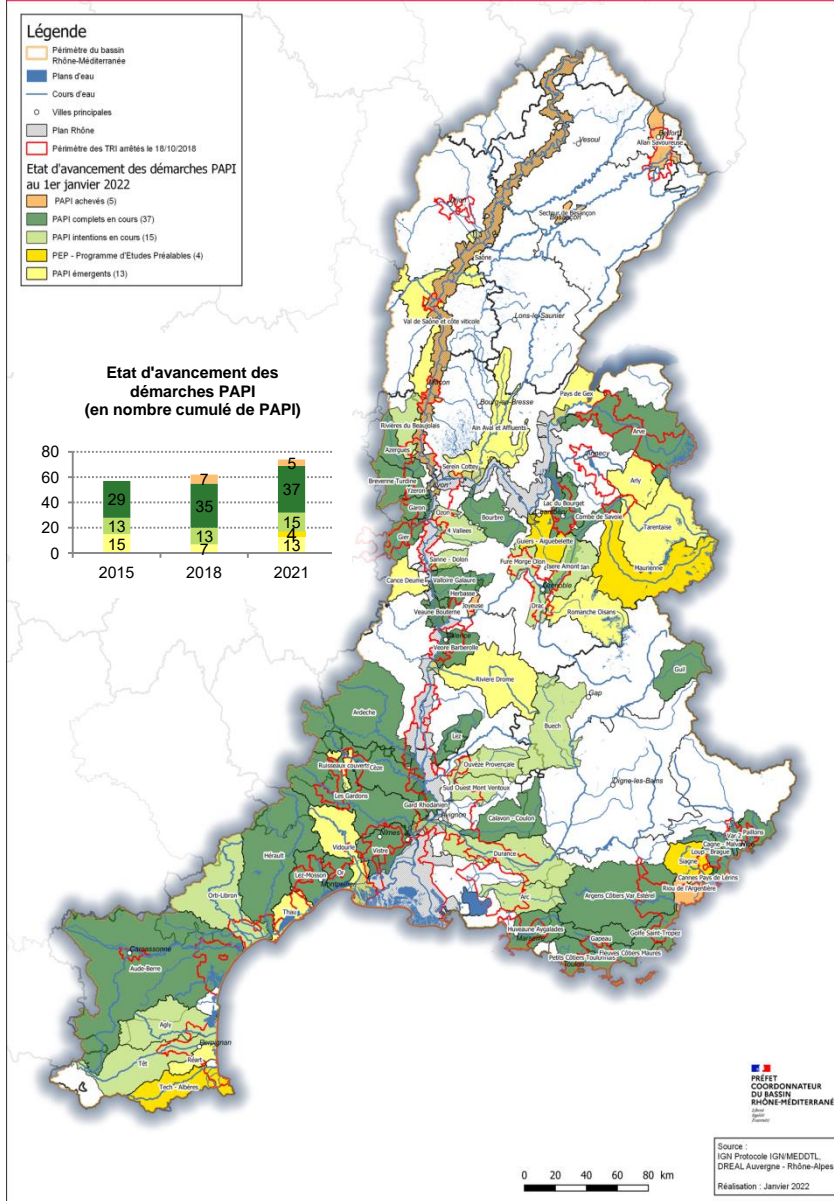 Légende
Périmètre du bassin
Rhône-Méditerranée
Plans d'eau
Cours d'eau
Villes principales
Plan Rhône
Périmètre des TRI arrêtés le 18/10/2018
Etat d'avancement des démarches PAPI
au 1er janvier 2022
PAPI achevés (5)
PAPI complets en cours (37)
PAPI intentions en cours (15)
PEP - Programme d'Etudes Préalables (4)
PAPI émergents (13)
Etat d'avancement des
démarches PAPI
(en nombre cumulé de PAPI)
80
60
40
20
0
29
13
15
7
35
13
7
5
37
15
4
13
2015
2018
2021
Belfort
Allan Savoureuse
Vesoul
Dijon
Secteur de Besançon
Besançon
Saône
Lons-le-Saunier
Val de Saône et côte viticole
Mâcon
Bourg-en-Bresse
Pays de Gex
Rivières du Beaujolais
Ain Aval et Affluents
Arve
Azergues
Annecy
Serein Cottey
Brevenne Turdine
Lyon
Lac du Bourget
Arly
Yzeron
Chambéry
Garon
Ozon
Bourbre
Combe de Savoie
Tarentaise
Gier
4 Vallées
Guiers - Aiguebelette
Sanne - Dolon
Fure Morge Olon
Isère Amont
Maurienne
Cance Deume
Valloire Galaure
Grenoble
Herbasse
Joyeuse
Drac
Romanche Oisans
Veaune Bouterne
Valence
Veore Barberolle
Rivière Drome
Guil
Ardeche
Gap
Buech
Lez
Ruisseaux couverts
Cèze
Ouvèze Provençale
Les Gardons
Sud Ouest Mont Ventoux
Digne-les-Bains
Gard Rhodanien
Avignon
Calavon - Coulon
Vidourle
Nîmes
Vistre
Var 2
Paillons
Cagne - Malvan
Loup - Brague
Hérault
Durance
Siagne
Lez-Mosson
Or
Cannes Pays de Lérins
Orb-Libron
Montpellier
Riou de l'Argentière
Arc
Argens Côtiers Var Estérel
Thau
Huveaune Aygalades
Golfe Saint-Tropez
Marseille
Gapeau
Carcassonne
Fleuves Côtiers Maures
Petits Côtiers Toulonnais
Toulon
Aude-Berre
Agly
Perpignan
Têt
Réart
Tech - Albères
PRÉFET
COORDONNATEUR
DU BASSIN
RHÔNE-MÉDITERRANÉE
Liberté
Égalité
Fraternité
Source :
IGN Protocole IGN/MEDDTL,
DREAL Auvergne - Rhône-Alpes
Réalisation : Janvier 2022
0 20 40 60 80 km